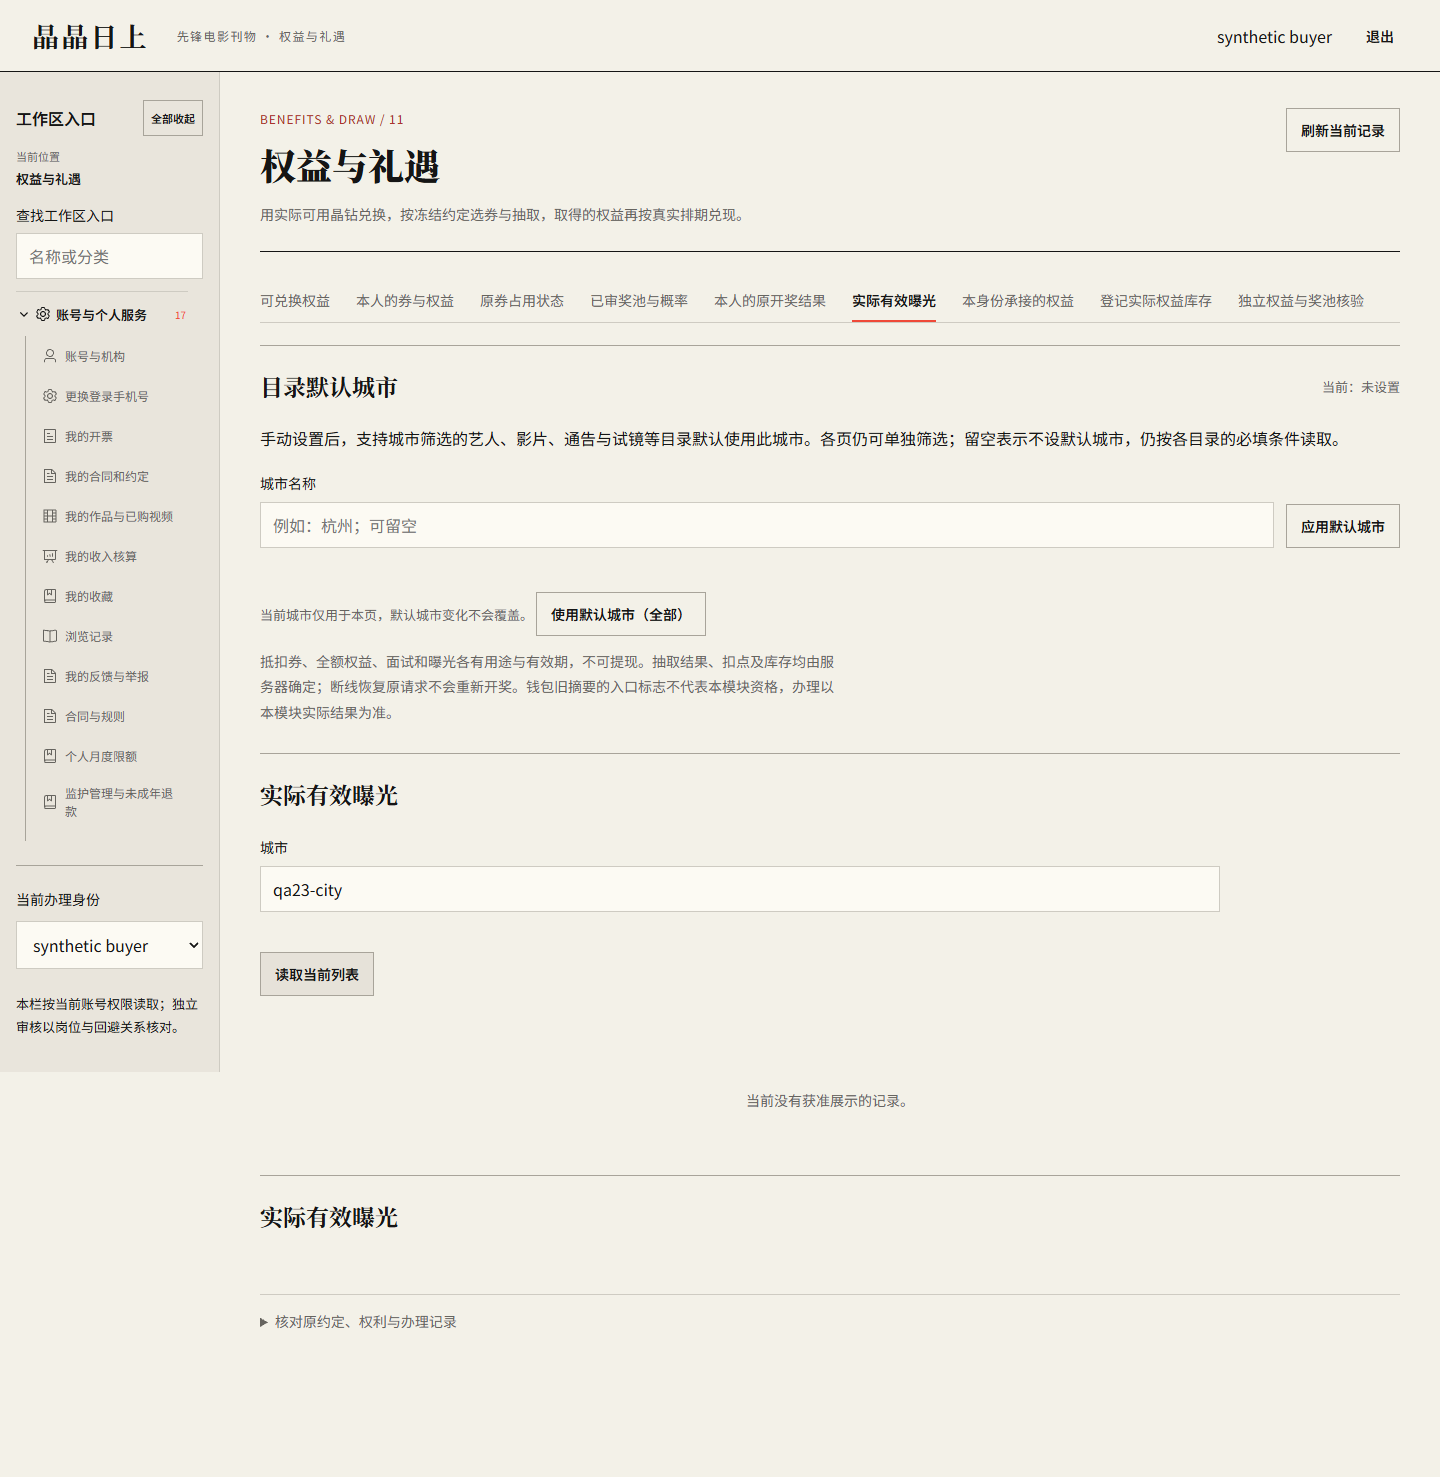 晶晶日上
先锋电影刊物 · 权益与礼遇
synthetic buyer
退出
工作区入口
全部收起
当前位置
权益与礼遇
查找工作区入口
名称或分类
账号与个人服务 17
账号与机构
更换登录手机号
我的开票
我的合同和约定
我的作品与已购视频
我的收入核算
我的收藏
浏览记录
我的反馈与举报
合同与规则
个人月度限额
监护管理与未成年退
款
当前办理身份
synthetic buyer
本栏按当前账号权限读取；独立
审核以岗位与回避关系核对。
BENEFITS & DRAW / 11
权益与礼遇
刷新当前记录
用实际可用晶钻兑换，按冻结约定选券与抽取，取得的权益再按真实排期兑现。
可兑换权益 本人的券与权益 原券占用状态 已审奖池与概率 本人的原开奖结果 实际有效曝光 本身份承接的权益 登记实际权益库存 独立权益与奖池核验
目录默认城市
当前：未设置
手动设置后，支持城市筛选的艺人、影片、通告与试镜等目录默认使用此城市。各页仍可单独筛选；留空表示不设默认城市，仍按各目录的必填条件读取。
城市名称
例如：杭州；可留空
应用默认城市
当前城市仅用于本页，默认城市变化不会覆盖。
使用默认城市（全部）
抵扣券、全额权益、面试和曝光各有用途与有效期，不可提现。抽取结果、扣点及库存均由服
务器确定；断线恢复原请求不会重新开奖。钱包旧摘要的入口标志不代表本模块资格，办理以
本模块实际结果为准。
实际有效曝光
城市
qa23-city
读取当前列表
当前没有获准展示的记录。
实际有效曝光
核对原约定、权利与办理记录